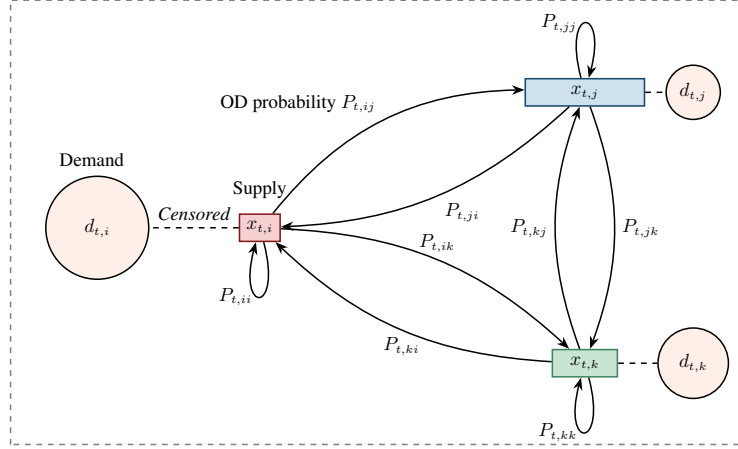 P_{t,jj}
OD probability P_{t,ij}
x_{t,j}
d_{t,j}
Demand
Supply
Censored
d_{t,i}
x_{t,i}
P_{t,ji}
P_{t,ik}
P_{t,kj}
P_{t,jk}
P_{t,ii}
P_{t,ki}
x_{t,k}
d_{t,k}
P_{t,kk}